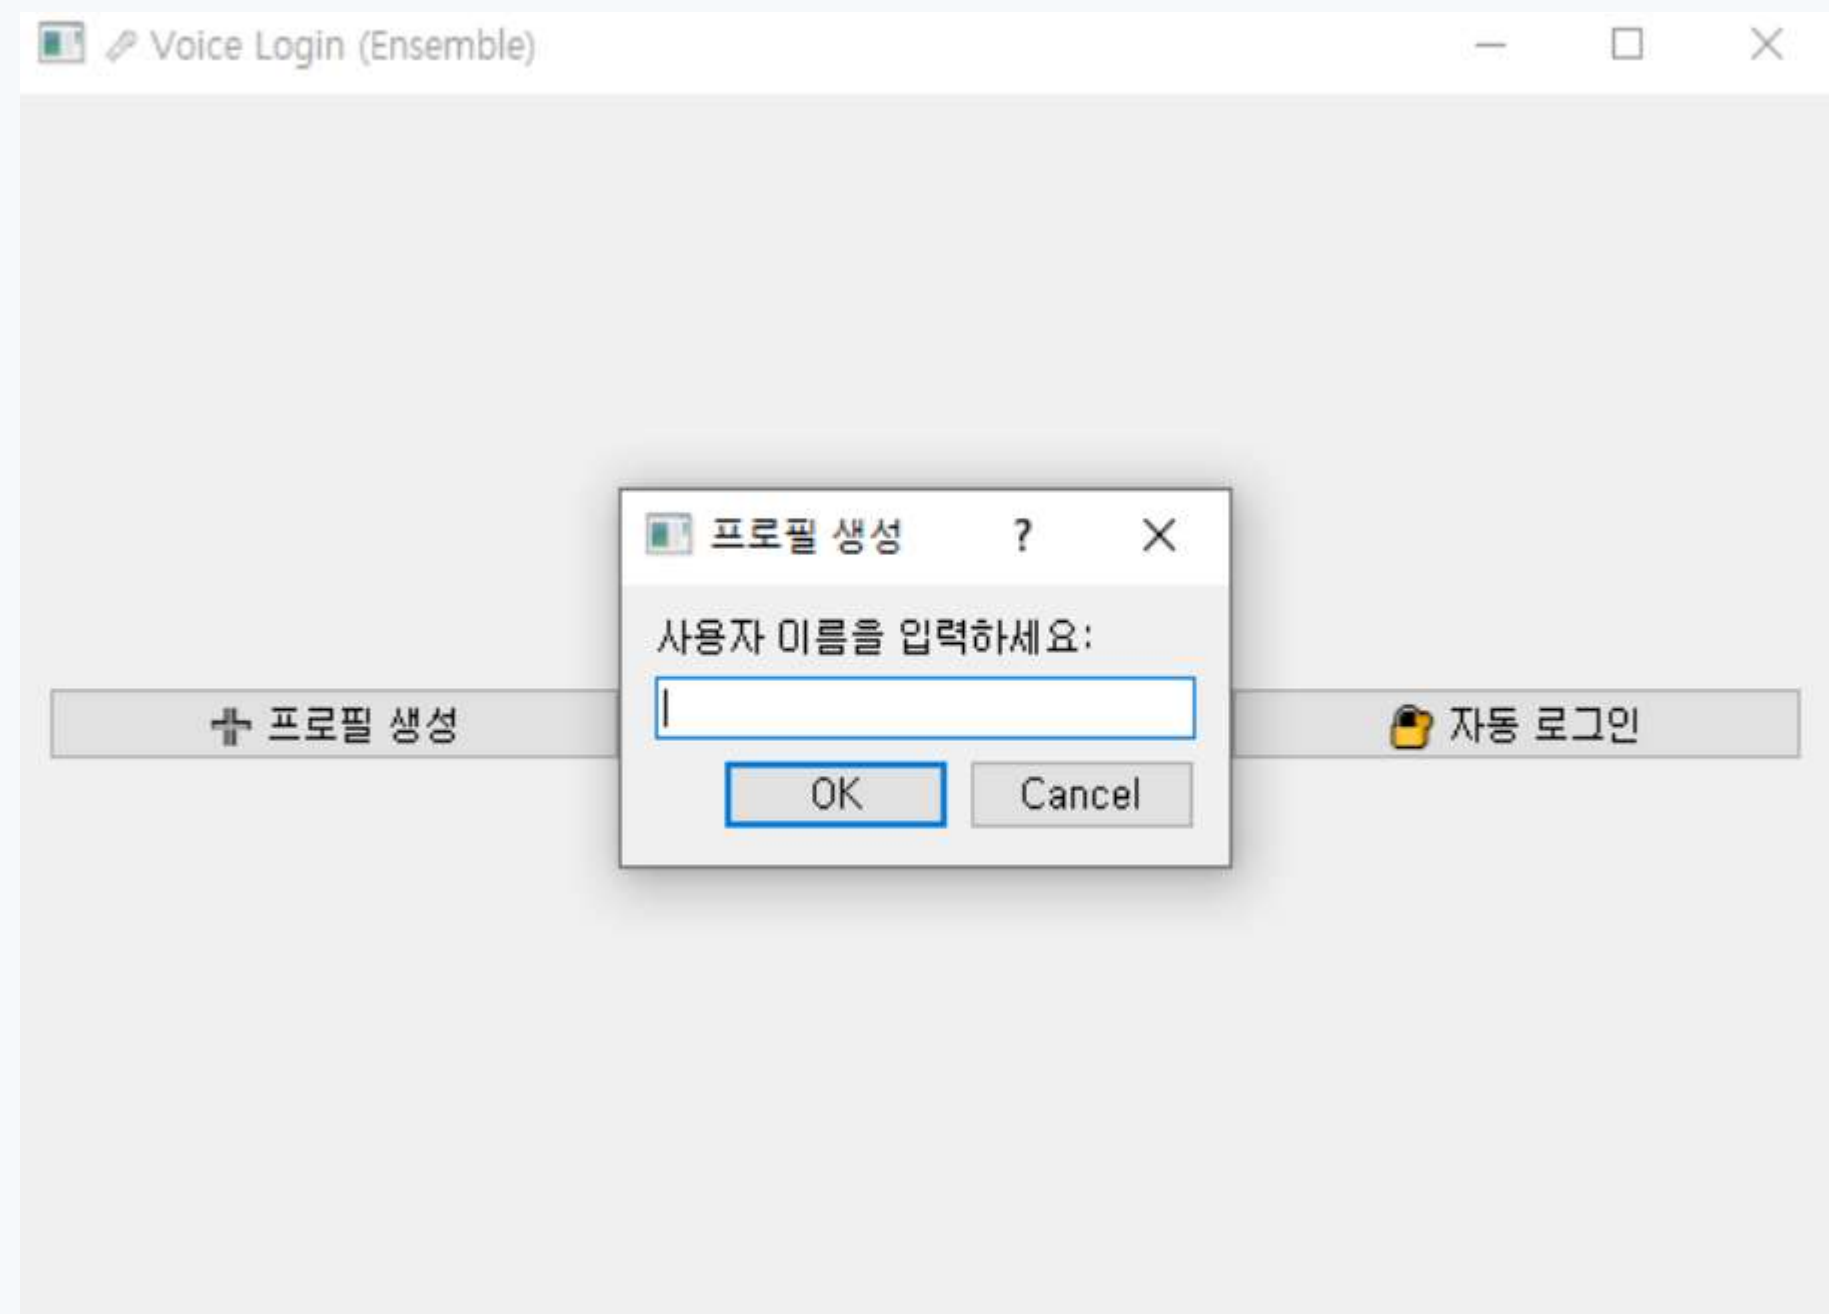 Voice Login (Ensemble)
프로필 생성 ?
사용자 이름을 입력하세요:
➕ 프로필 생성
🔐 자동 로그인
OK Cancel